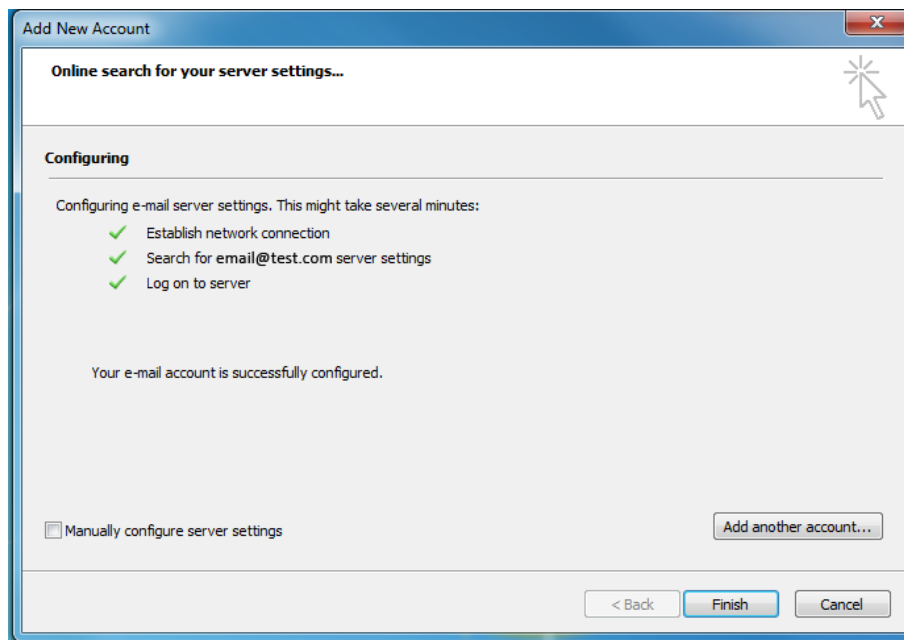 Add New Account
Online search for your server settings...
Configuring
Configuring e-mail server settings. This might take several minutes:
Establish network connection
Search for email@test.com server settings
Log on to server
Your e-mail account is successfully configured.
Manually configure server settings
Add another account...
< Back
Finish
Cancel